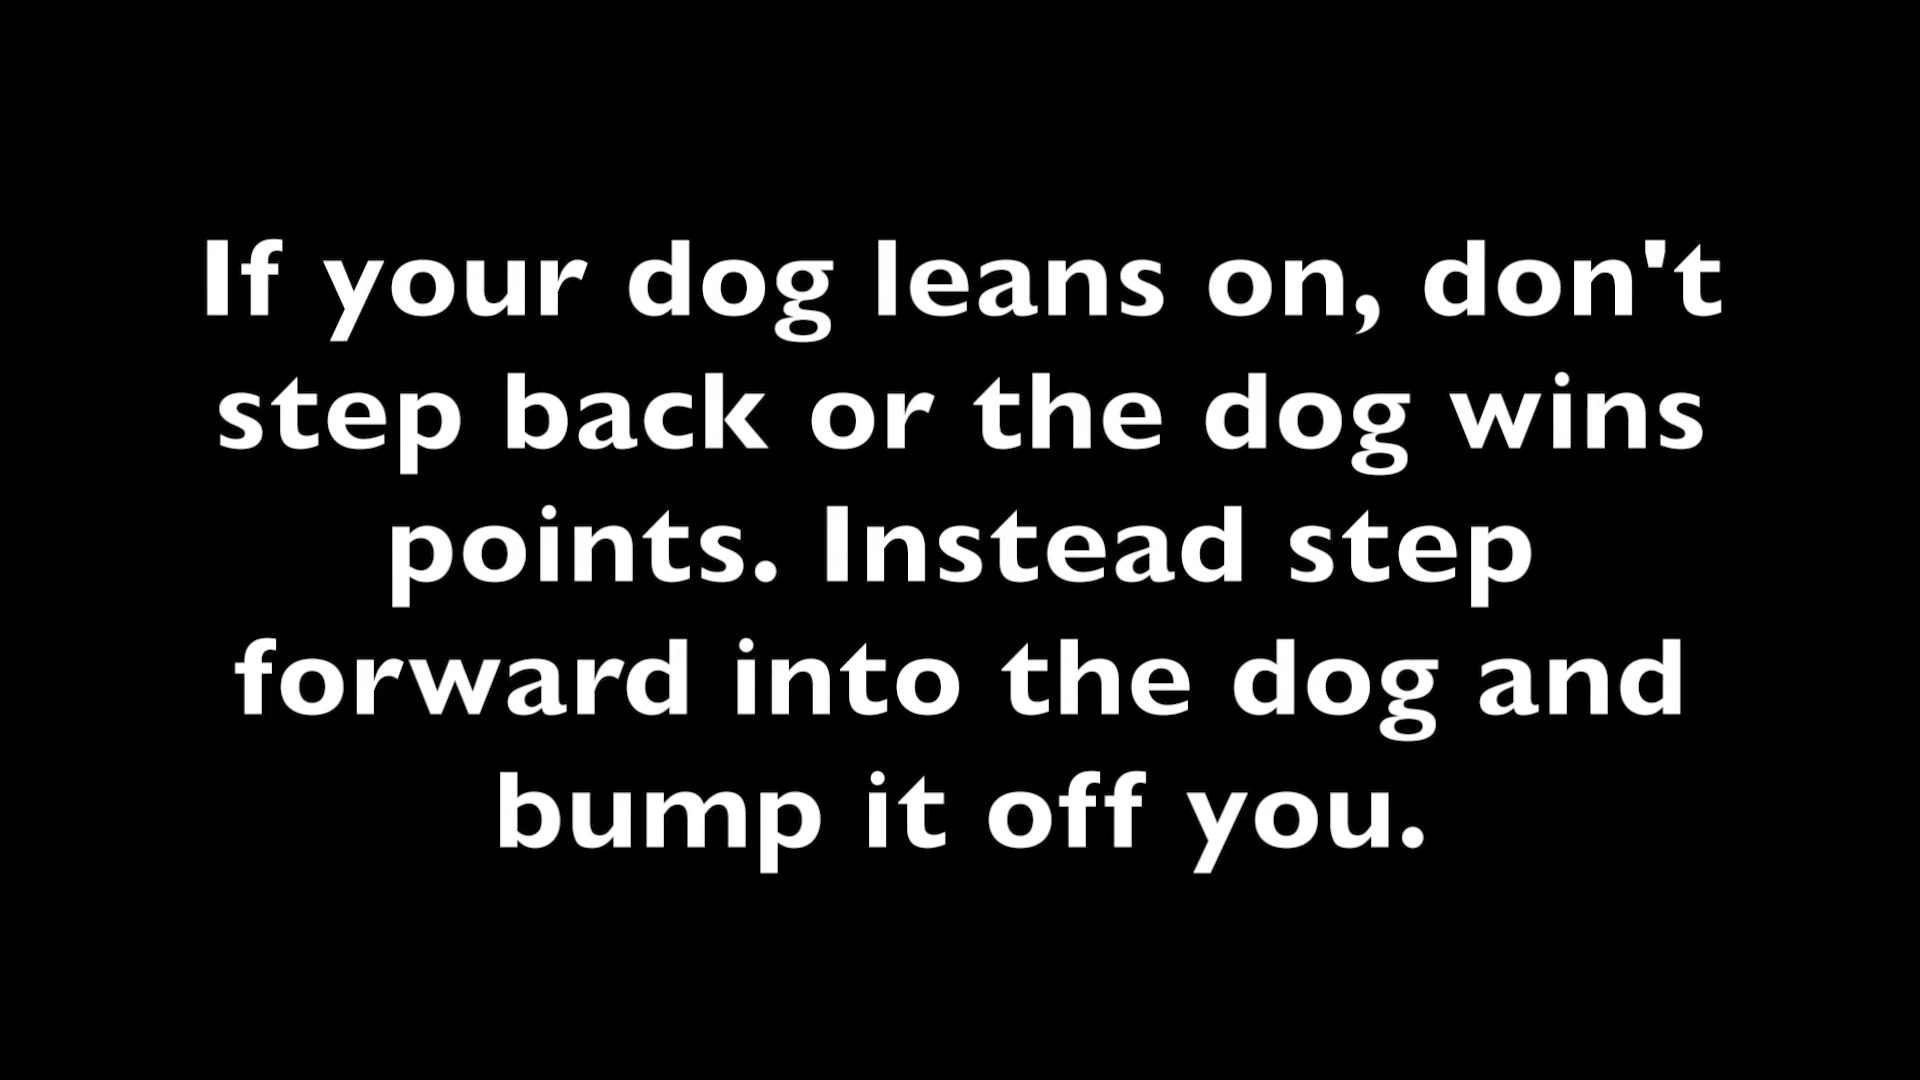 If your dog leans on, don't
step back or the dog wins
points. Instead step
forward into the dog and
bump it off you.